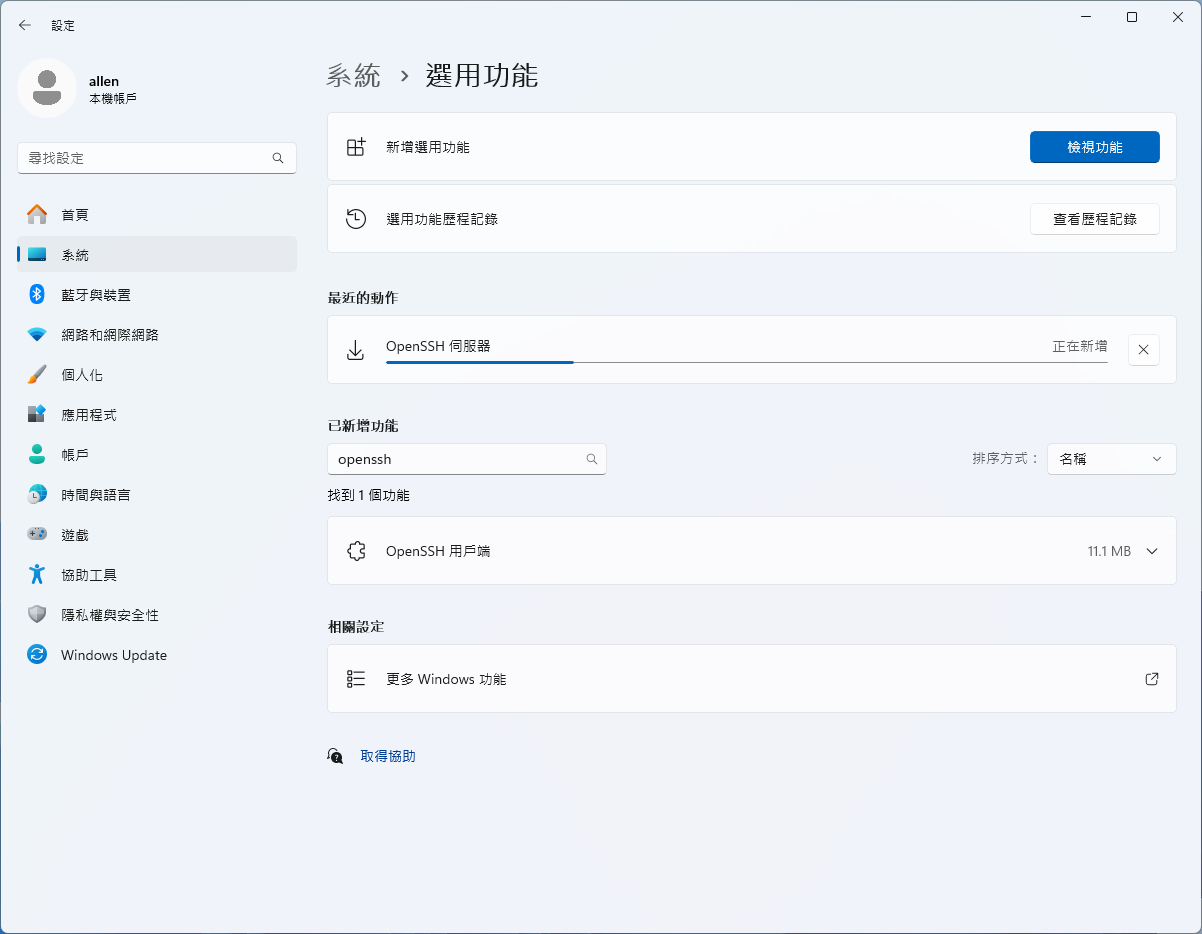 設定
allen
本機帳戶
尋找設定
首頁
系統
藍牙與裝置
網路和網際網路
個人化
應用程式
帳戶
時間與語言
遊戲
協助工具
隱私權與安全性
Windows Update
系統 › 選用功能
新增選用功能
檢視功能
選用功能歷程記錄
查看歷程記錄
最近的動作
OpenSSH 伺服器
正在新增
已新增功能
openssh
排序方式：
名稱
找到 1 個功能
OpenSSH 用戶端
11.1 MB
相關設定
更多 Windows 功能
取得協助